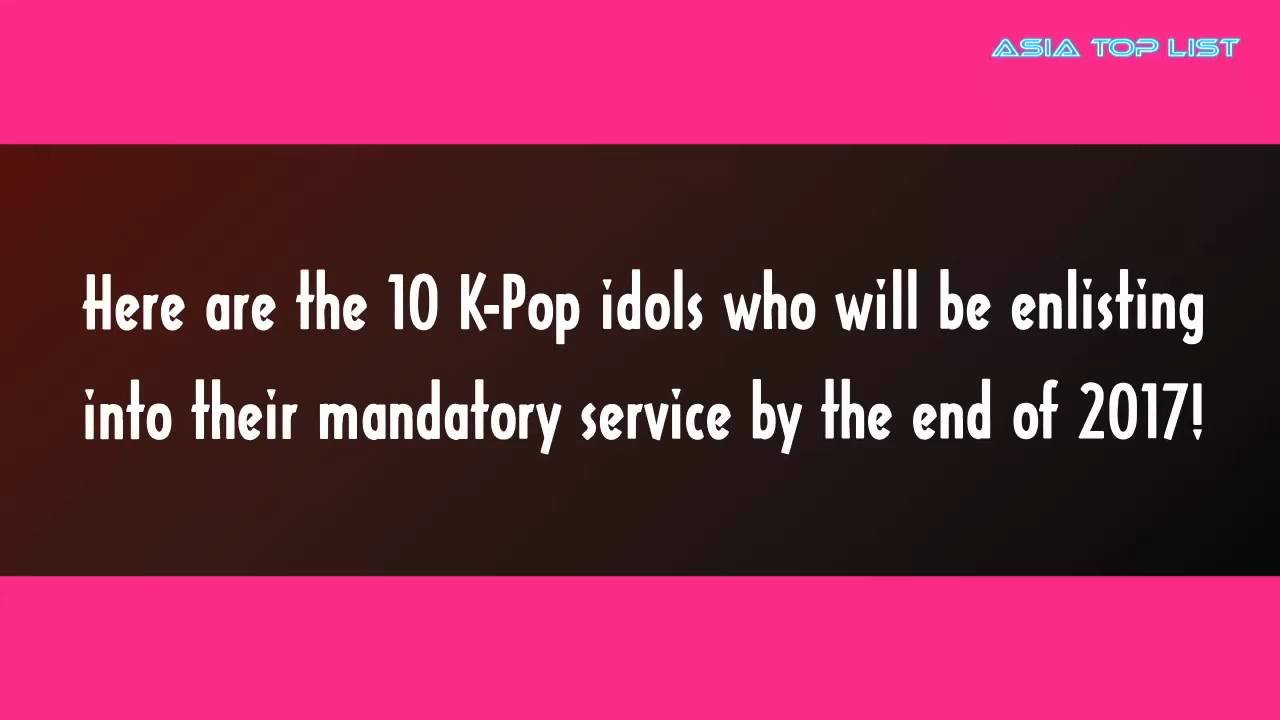 ASIA TOP LIST
Here are the 10 K-Pop idols who will be enlisting
into their mandatory service by the end of 2017!